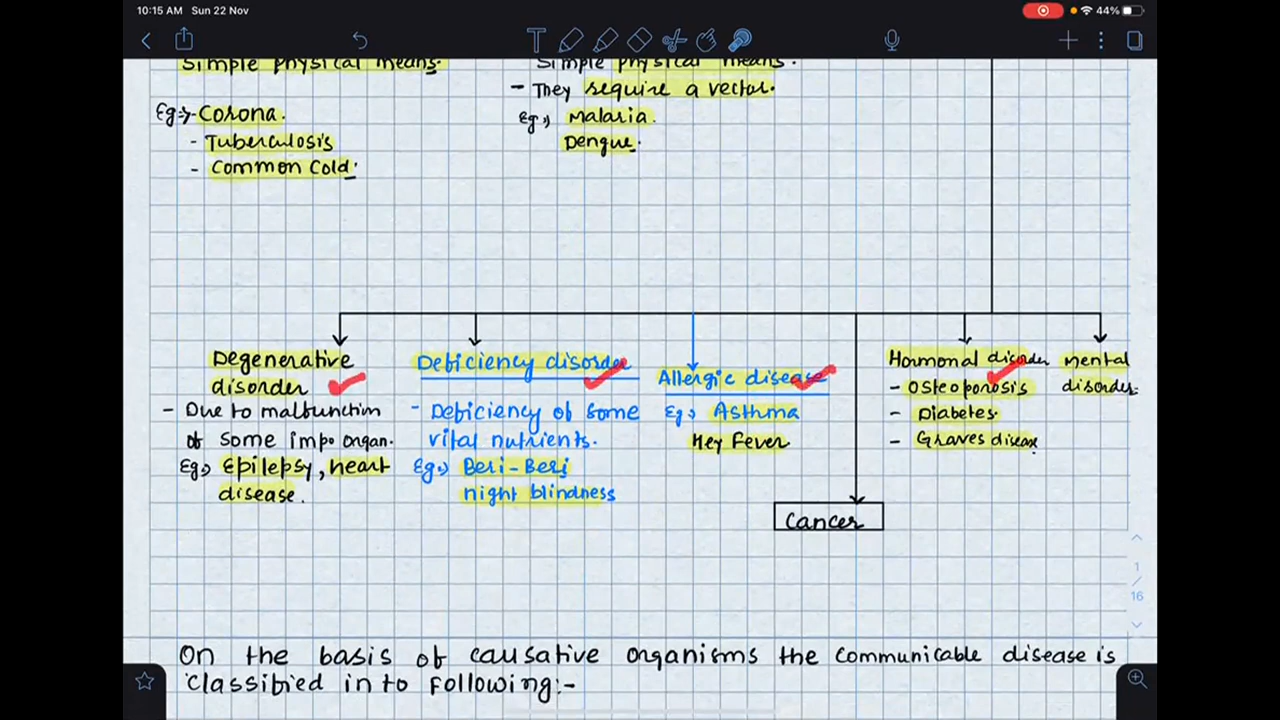 10:15 AM Sun 22 Nov
44%
Simple physical means
Eg:- Corona.
- Tuberculosis
- Common Cold.
Simple physical means.
- They require a vector.
Eg:, Malaria.
Dengue.
Degenerative
disorder
- Due to malfunction
of Some impo organ.
Eg:, Epilepsy, heart
disease.
Deficiency disorder
- Deficiency of Some
vital nutrients.
Eg:, Beri-Beri
night blindness
Allergic disease
Eg:, Asthma
Hey Fever
Cancer
Hormonal disorder
- Osteoporosis
- Diabetes.
- Graves disease
mental
disorder.
1
/
16
On the basis of causative organisms the communicable disease is
classified in to following:-